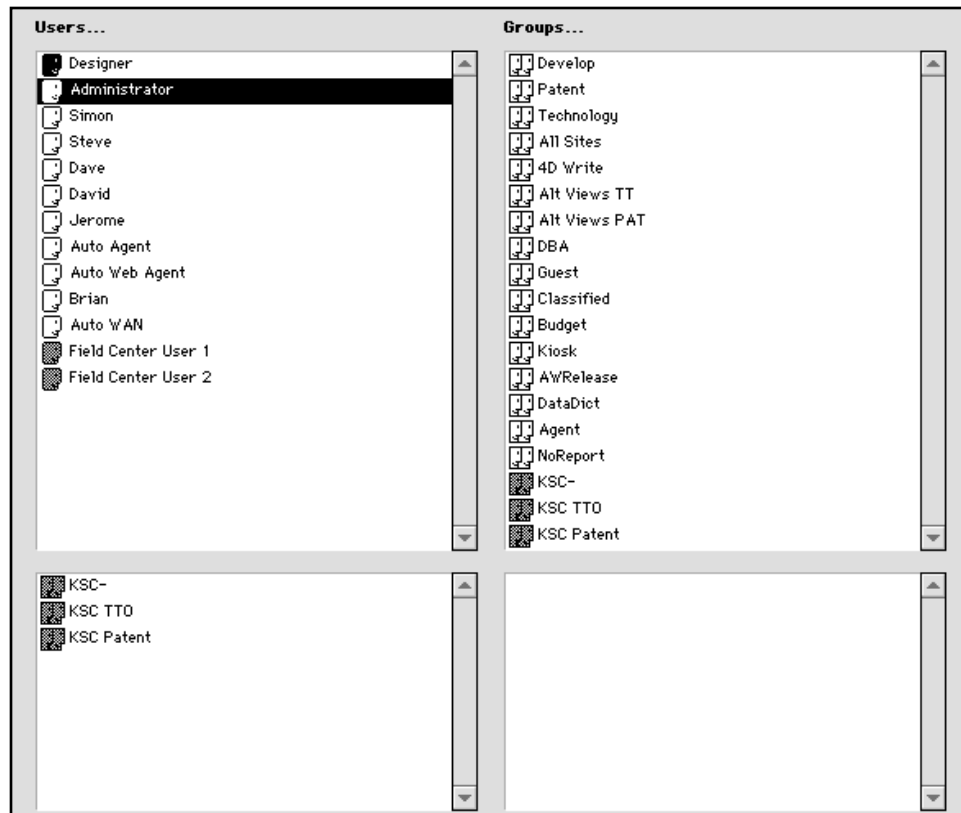 Users...
Designer
Administrator
Simon
Steve
Dave
David
Jerome
Auto Agent
Auto Web Agent
Brian
Auto WAN
Field Center User 1
Field Center User 2
Groups...
Develop
Patent
Technology
All Sites
4D Write
Alt Views TT
Alt Views PAT
DBA
Guest
Classified
Budget
Kiosk
AWRelease
DataDict
Agent
NoReport
KSC-
KSC TTO
KSC Patent
KSC-
KSC TTO
KSC Patent